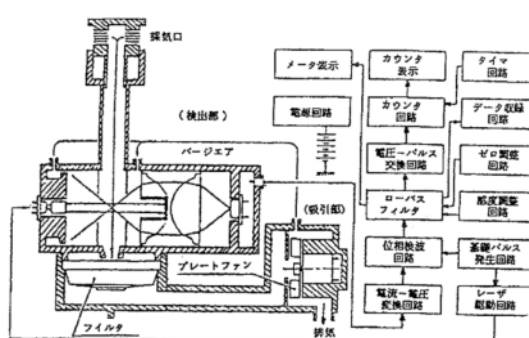 採気口
(検出部)
パージエア
(吸引部)
プレートファン
フイルタ
排気
メータ表示
カウンタ
表示
タイマ
回路
電源回路
カウンタ
回路
データ収録
回路
電圧−パルス
交換回路
ゼロ調整
回路
ローパス
フィルタ
感度調整
回路
位相検波
回路
基礎パルス
発生回路
電流−電圧
変換回路
レーザ
駆動回路